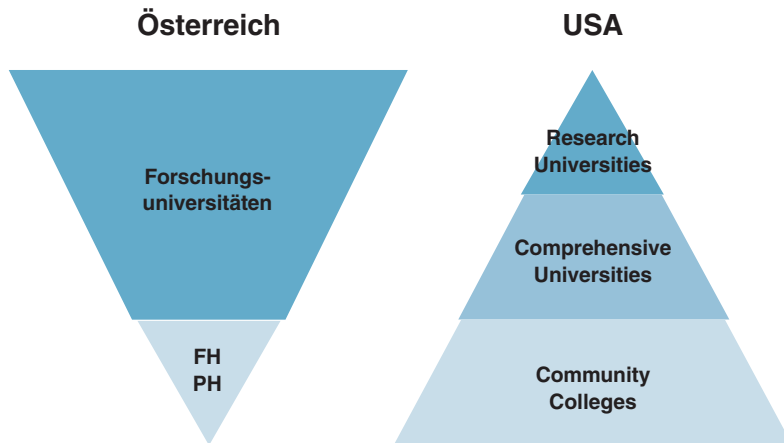 Österreich
USA
Forschungs-
universitäten
FH
PH
Research
Universities
Comprehensive
Universities
Community
Colleges